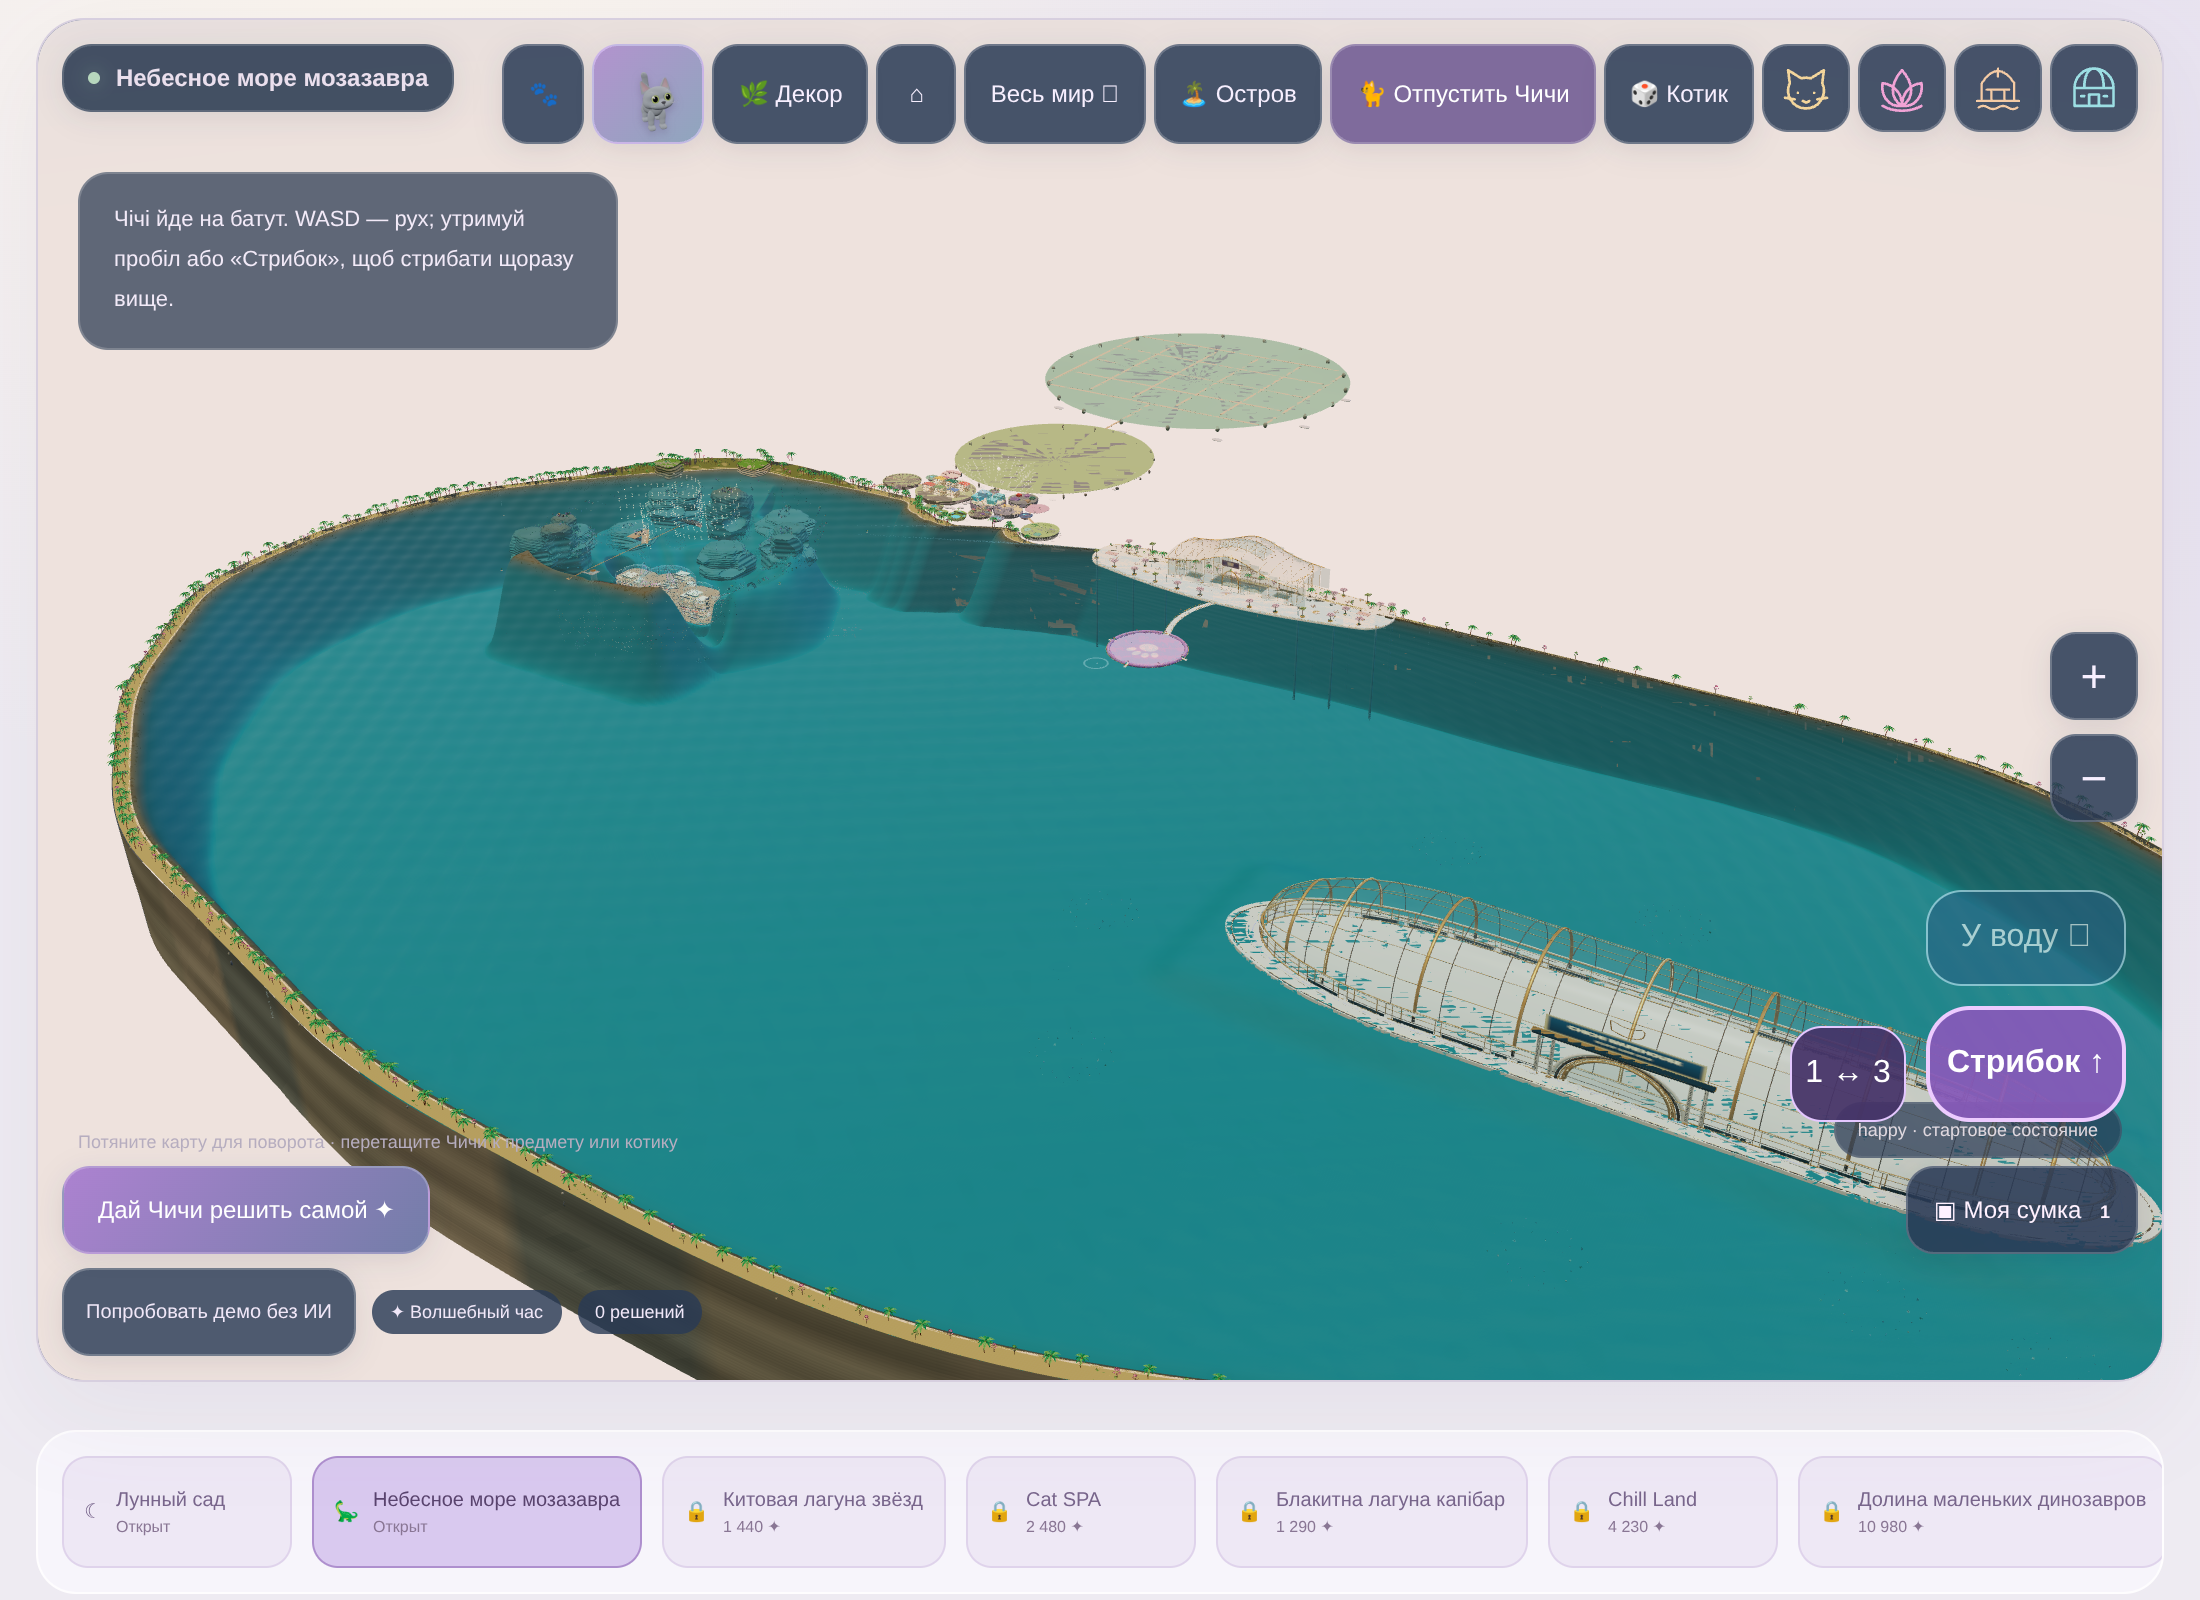 Небесное море мозазавра
Декор
Весь мир
Остров
Отпустить Чичи
Котик
Чічі йде на батут. WASD — рух; утримуй
пробіл або «Стрибок», щоб стрибати щоразу
вище.
+
−
У воду
1 ↔ 3
Стрибок ↑
happy · стартовое состояние
Потяните карту для поворота · перетащите Чичи к предмету или котику
Дай Чичи решить самой ✦
▣ Моя сумка 1
Попробовать демо без ИИ
✦ Волшебный час
0 решений
Лунный сад
Открыт
Небесное море мозазавра
Открыт
Китовая лагуна звёзд
1 440 ✦
Cat SPA
2 480 ✦
Блакитна лагуна капібар
1 290 ✦
Chill Land
4 230 ✦
Долина маленьких динозавров
10 980 ✦